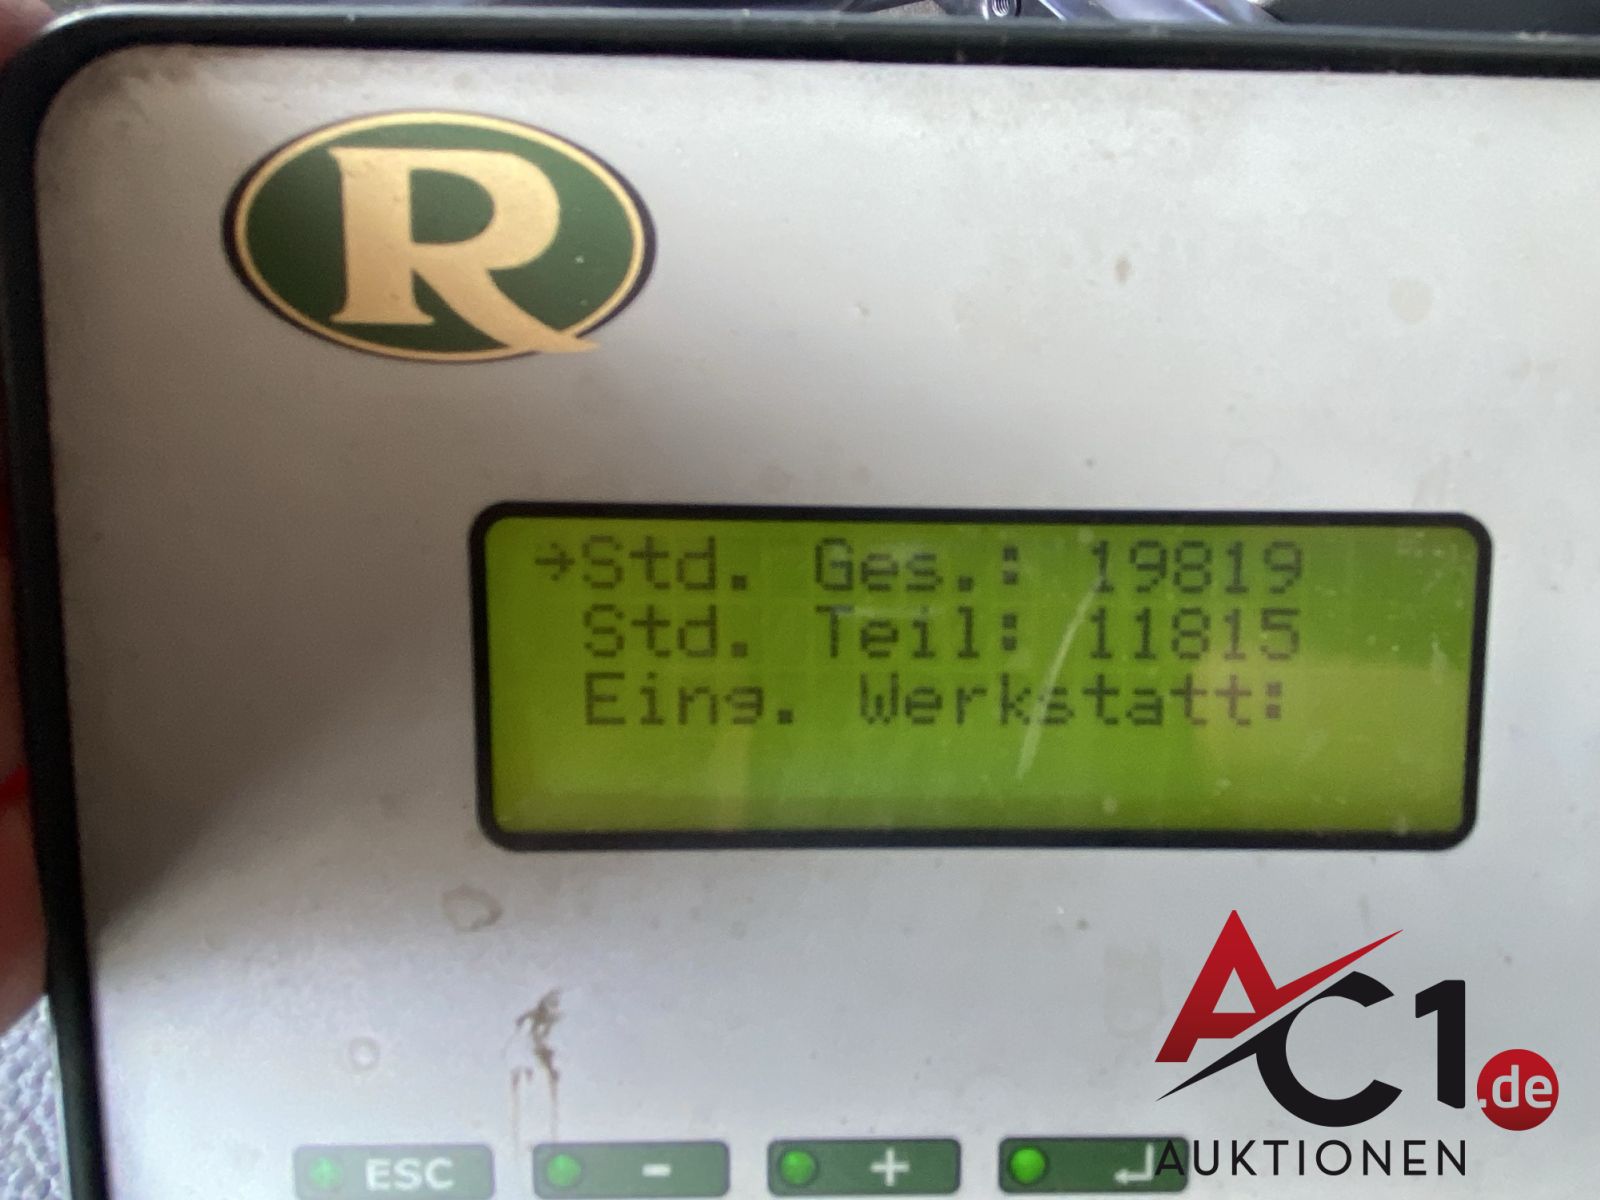 R
→Std. Ges.: 19819
Std. Teil: 11815
Eing. Werkstatt:
ESC - + ↵
AC1.de
AUKTIONEN